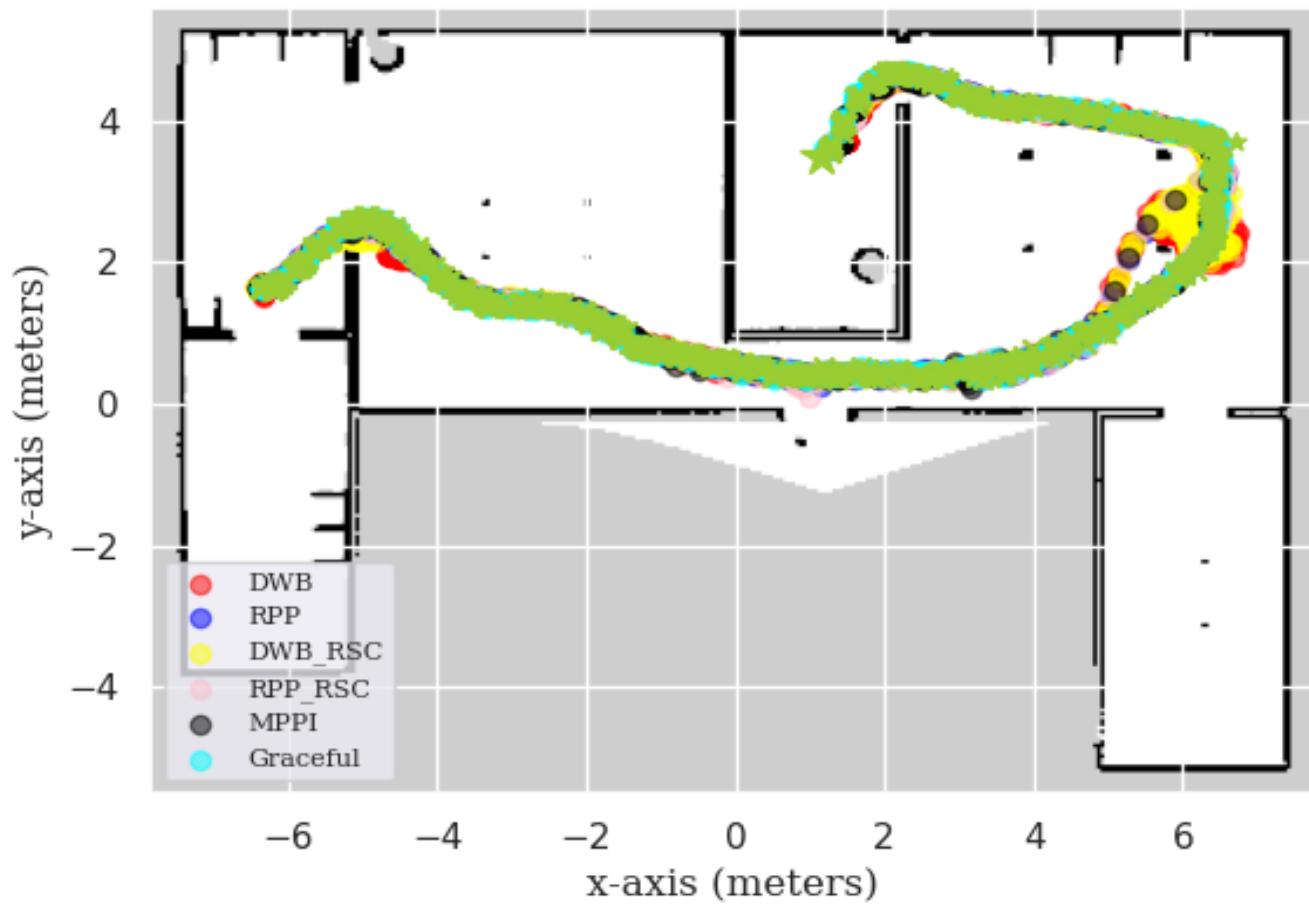 4
2
0
−2
−4
y-axis (meters)
DWB
RPP
DWB_RSC
RPP_RSC
MPPI
Graceful
−6 −4 −2 0 2 4 6
x-axis (meters)